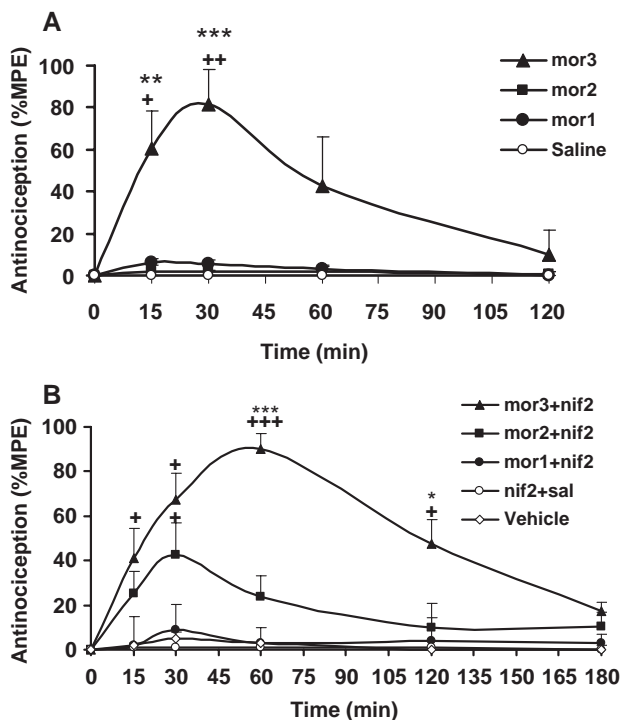 A
***
** ++
+
Antinociception (%MPE)
100
80
60
40
20
0
0 15 30 45 60 75 90 105 120
Time (min)
mor3
mor2
mor1
Saline
B
***
+++
+
+ +
*
+
Antinociception (%MPE)
100
80
60
40
20
0
0 15 30 45 60 75 90 105 120 135 150 165 180
Time (min)
mor3+nif2
mor2+nif2
mor1+nif2
nif2+sal
Vehicle